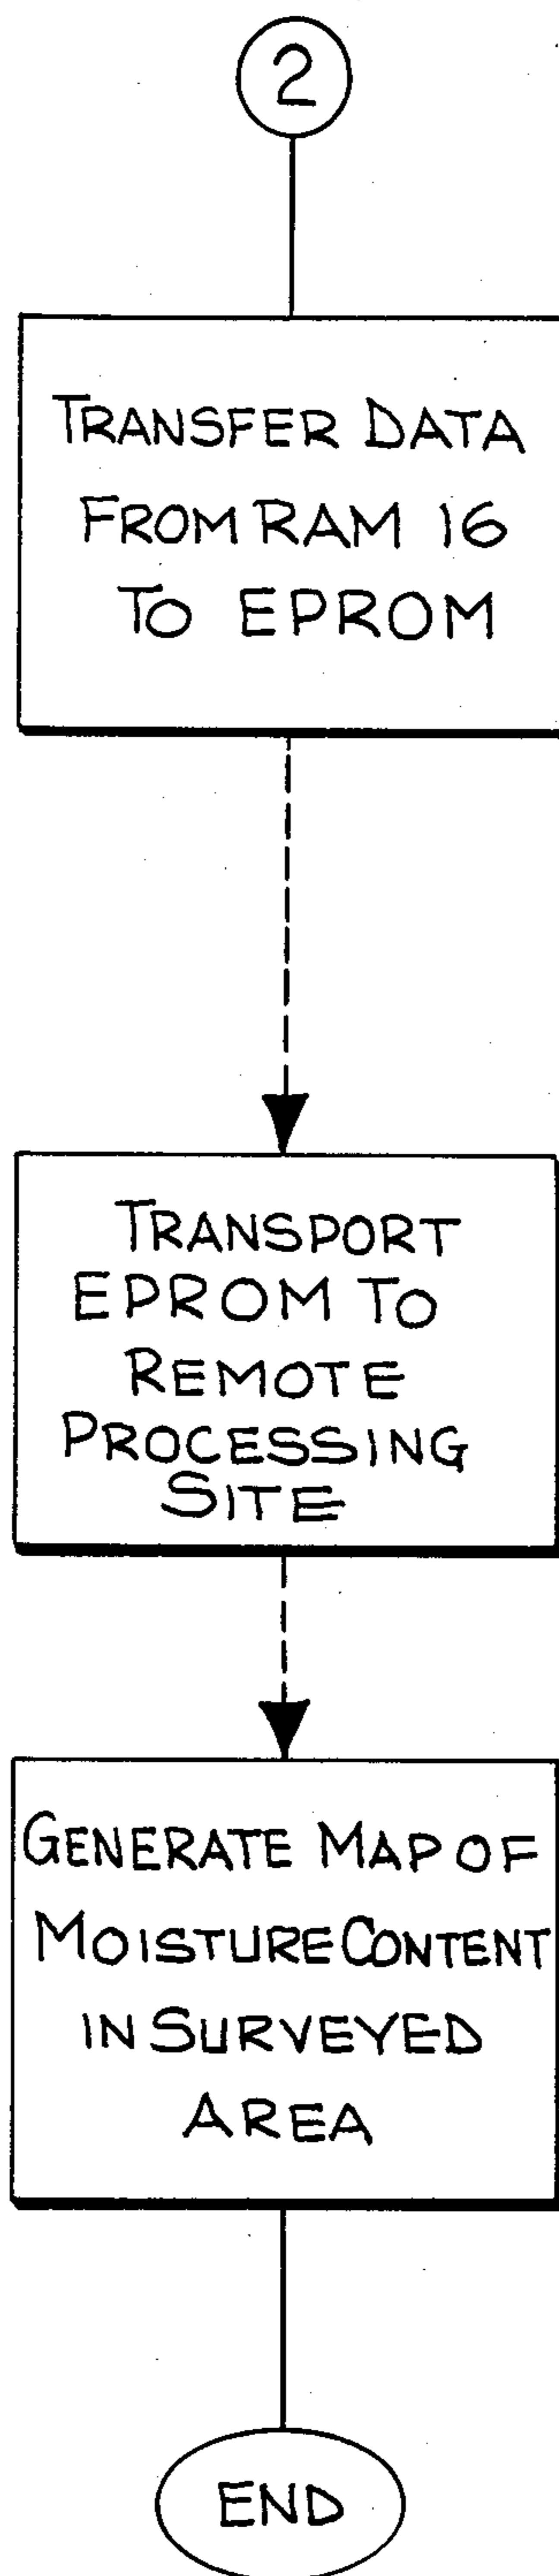 2
TRANSFER DATA
FROM RAM 16
TO EPROM
TRANSPORT
EPROM TO
REMOTE
PROCESSING
SITE
GENERATE MAP OF
MOISTURE CONTENT
IN SURVEYED
AREA
END